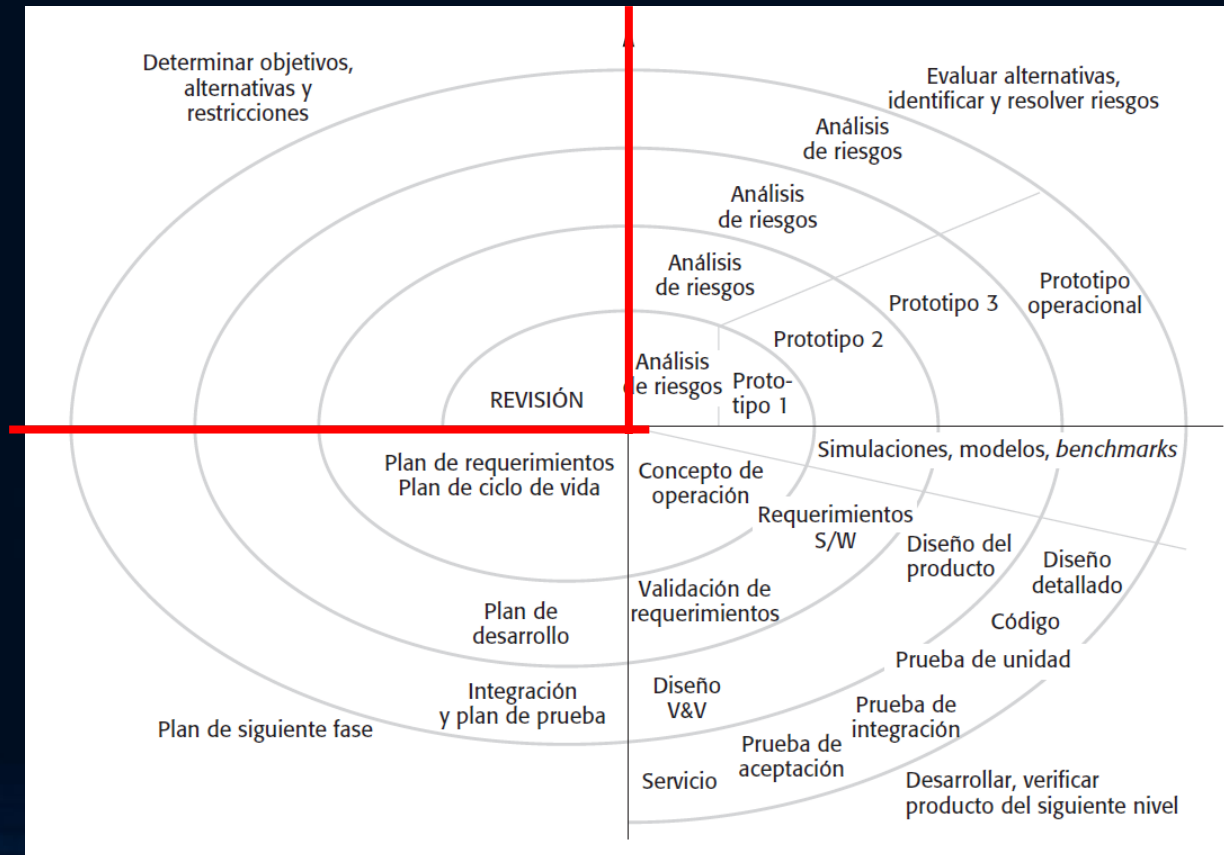 Determinar objetivos,
alternativas y
restricciones
Evaluar alternativas,
identificar y resolver riesgos
Análisis
de riesgos
Análisis
de riesgos
Análisis
de riesgos
Análisis
de riesgos
Proto-
tipo 1
Prototipo 2
Prototipo 3
Prototipo
operacional
REVISIÓN
Plan de requerimientos
Plan de ciclo de vida
Concepto de
operación
Simulaciones, modelos, benchmarks
Requerimientos
S/W
Diseño del
producto
Diseño
detallado
Validación de
requerimientos
Plan de
desarrollo
Código
Prueba de unidad
Integración
y plan de prueba
Diseño
V&V
Prueba de
integración
Plan de siguiente fase
Prueba de
aceptación
Servicio
Desarrollar, verificar
producto del siguiente nivel